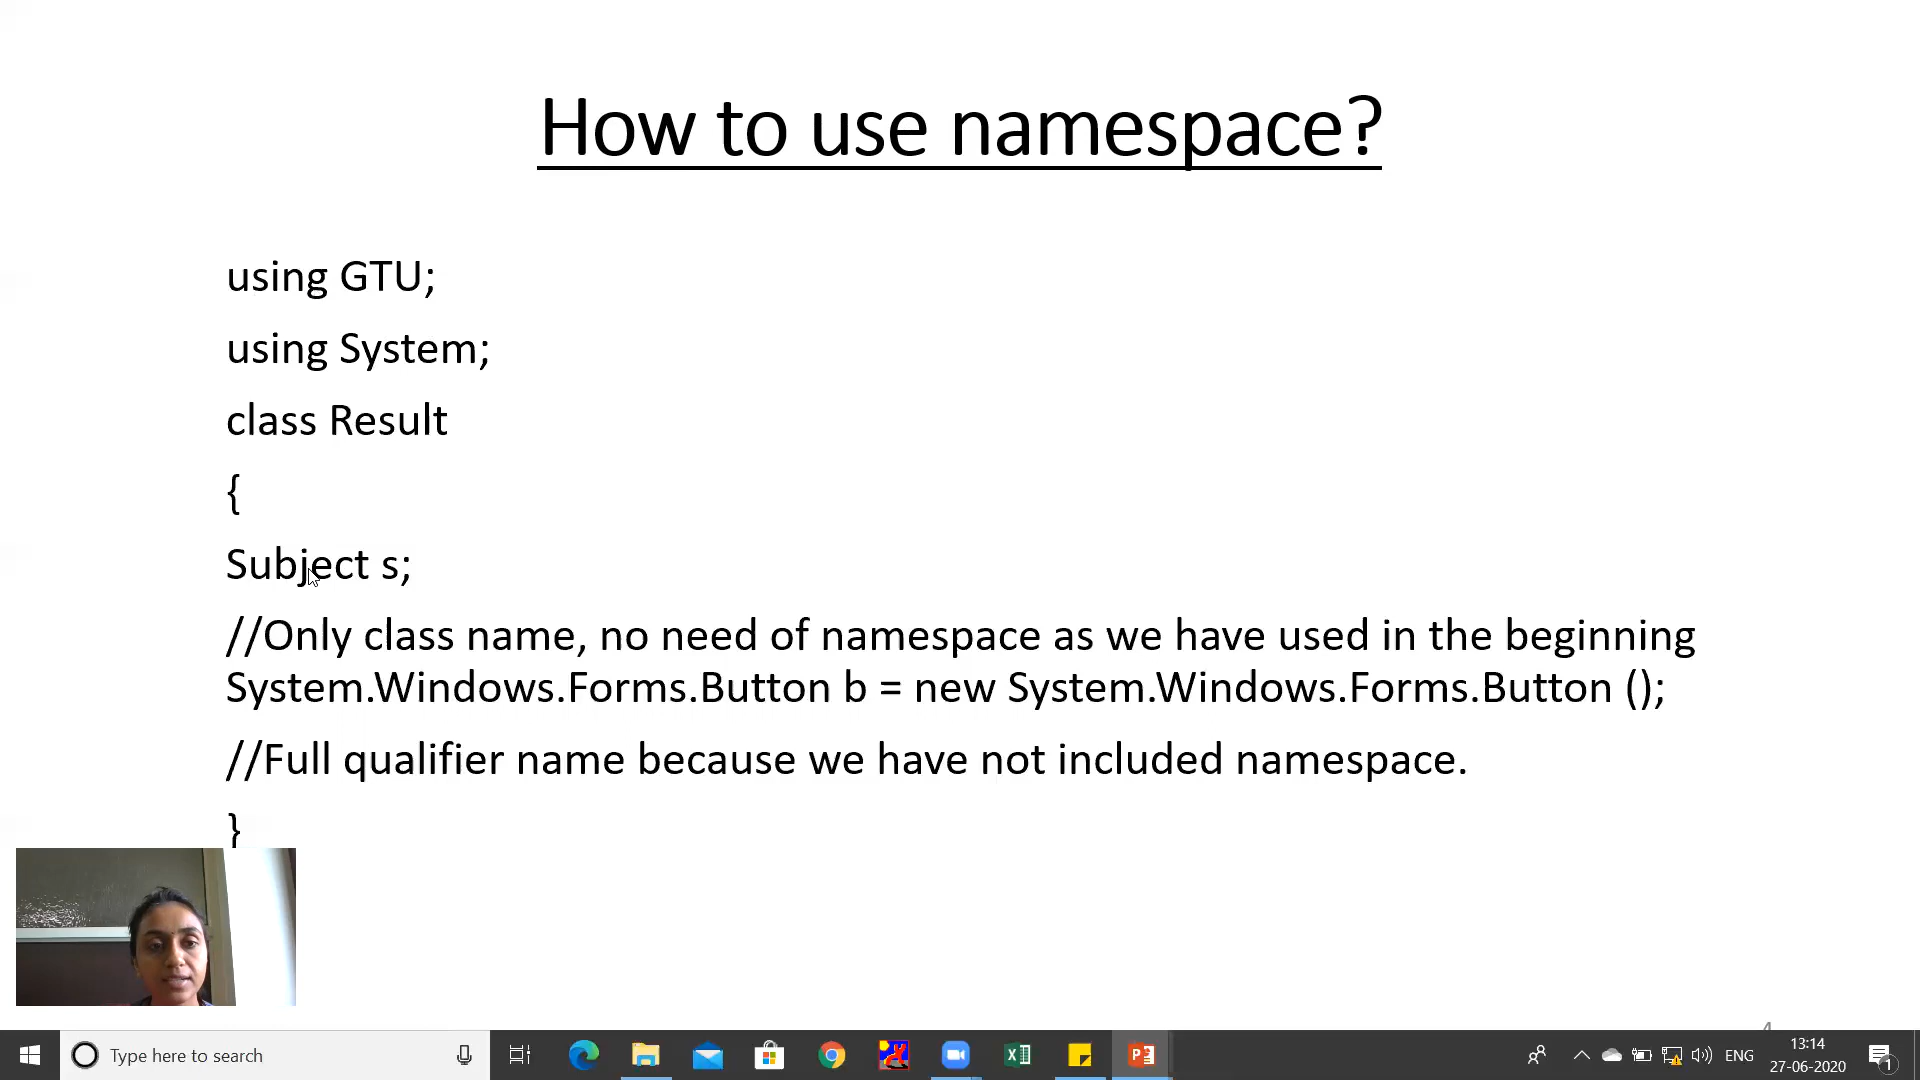 How to use namespace?
using GTU;
using System;
class Result
{
Subject s;
//Only class name, no need of namespace as we have used in the beginning
System.Windows.Forms.Button b = new System.Windows.Forms.Button ();
//Full qualifier name because we have not included namespace.
}
Type here to search
ENG
13:14
27-06-2020
1